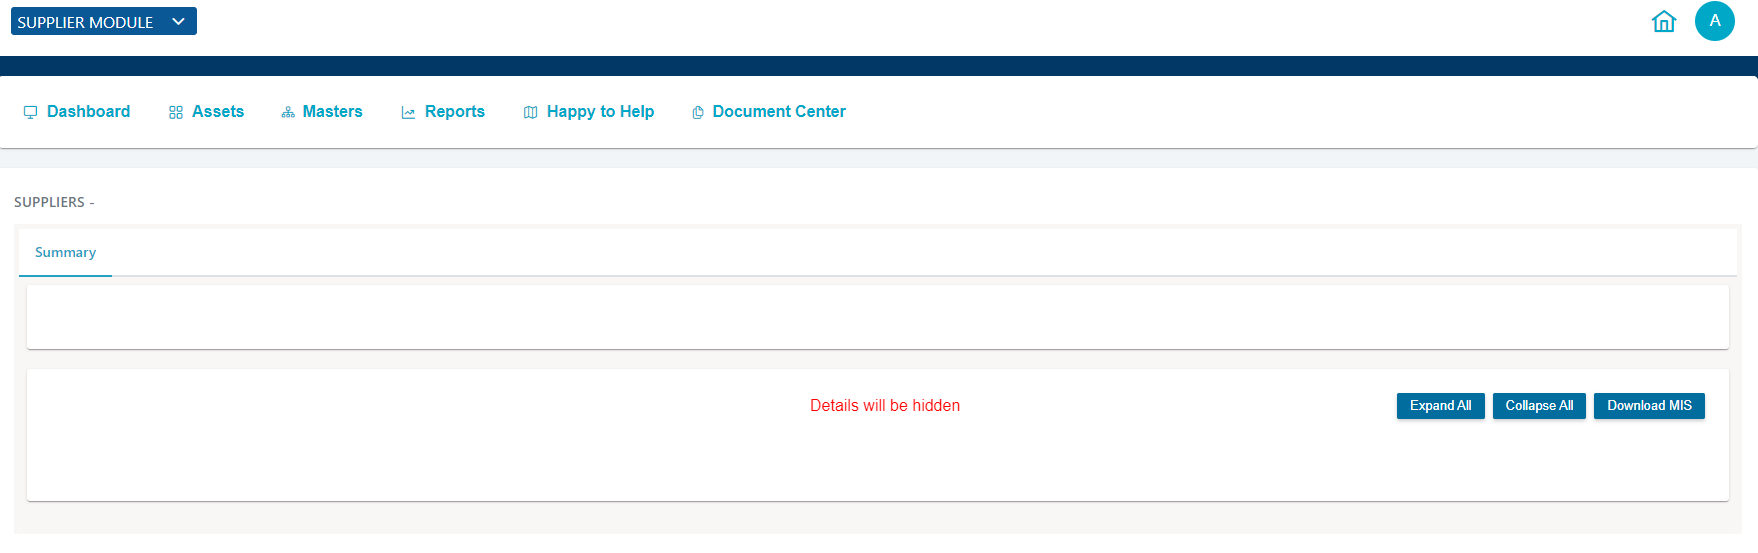 SUPPLIER MODULE
A
Dashboard Assets Masters Reports Happy to Help Document Center
SUPPLIERS -
Summary
Details will be hidden Expand All Collapse All Download MIS